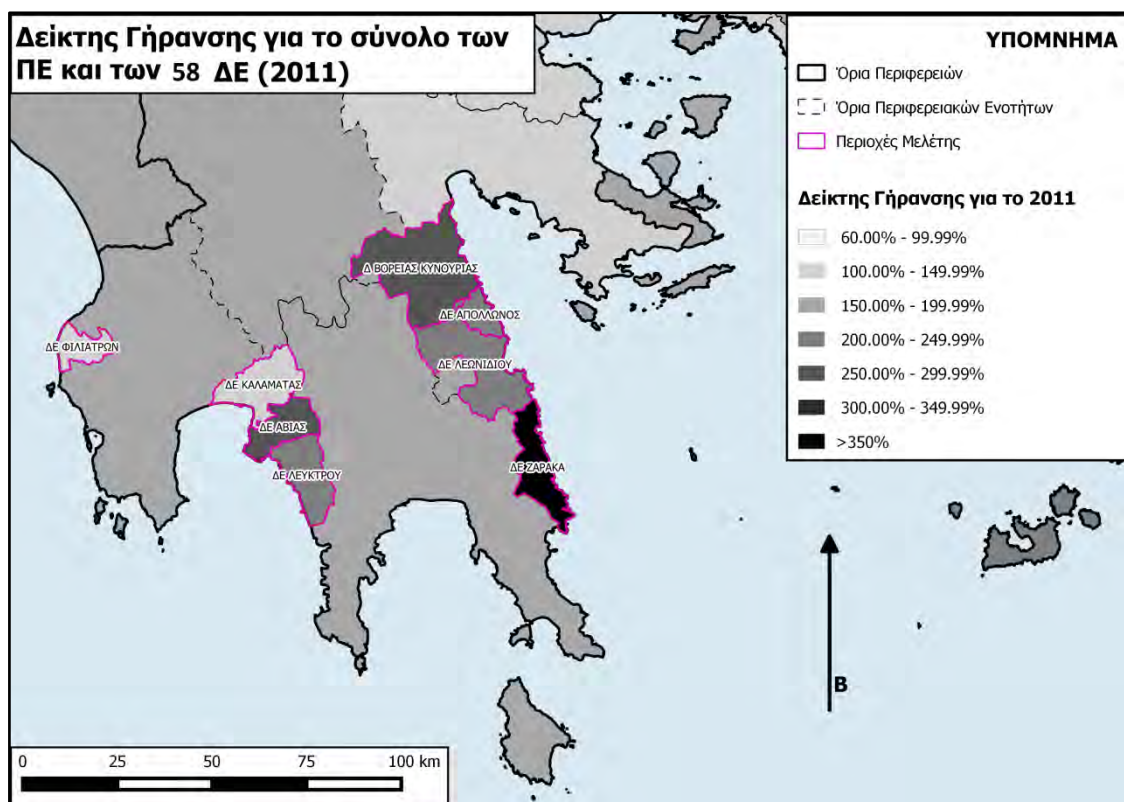 Δείκτης Γήρανσης για το σύνολο των
ΠΕ και των 58 ΔΕ (2011)
ΥΠΟΜΝΗΜΑ
Όρια Περιφερειών
Όρια Περιφερειακών Ενοτήτων
Περιοχές Μελέτης
Δείκτης Γήρανσης για το 2011
60.00% - 99.99%
100.00% - 149.99%
150.00% - 199.99%
200.00% - 249.99%
250.00% - 299.99%
300.00% - 349.99%
>350%
Δ ΒΟΡΕΙΑΣ ΚΥΝΟΥΡΙΑΣ
ΔΕ ΑΠΟΛΛΩΝΟΣ
ΔΕ ΦΙΛΙΑΤΡΩΝ
ΔΕ ΛΕΩΝΙΔΙΟΥ
ΔΕ ΚΑΛΑΜΑΤΑΣ
ΔΕ ΑΒΙΑΣ
ΔΕ ΖΑΡΑΚΑ
ΔΕ ΛΕΥΚΤΡΟΥ
Β
0 25 50 75 100 km